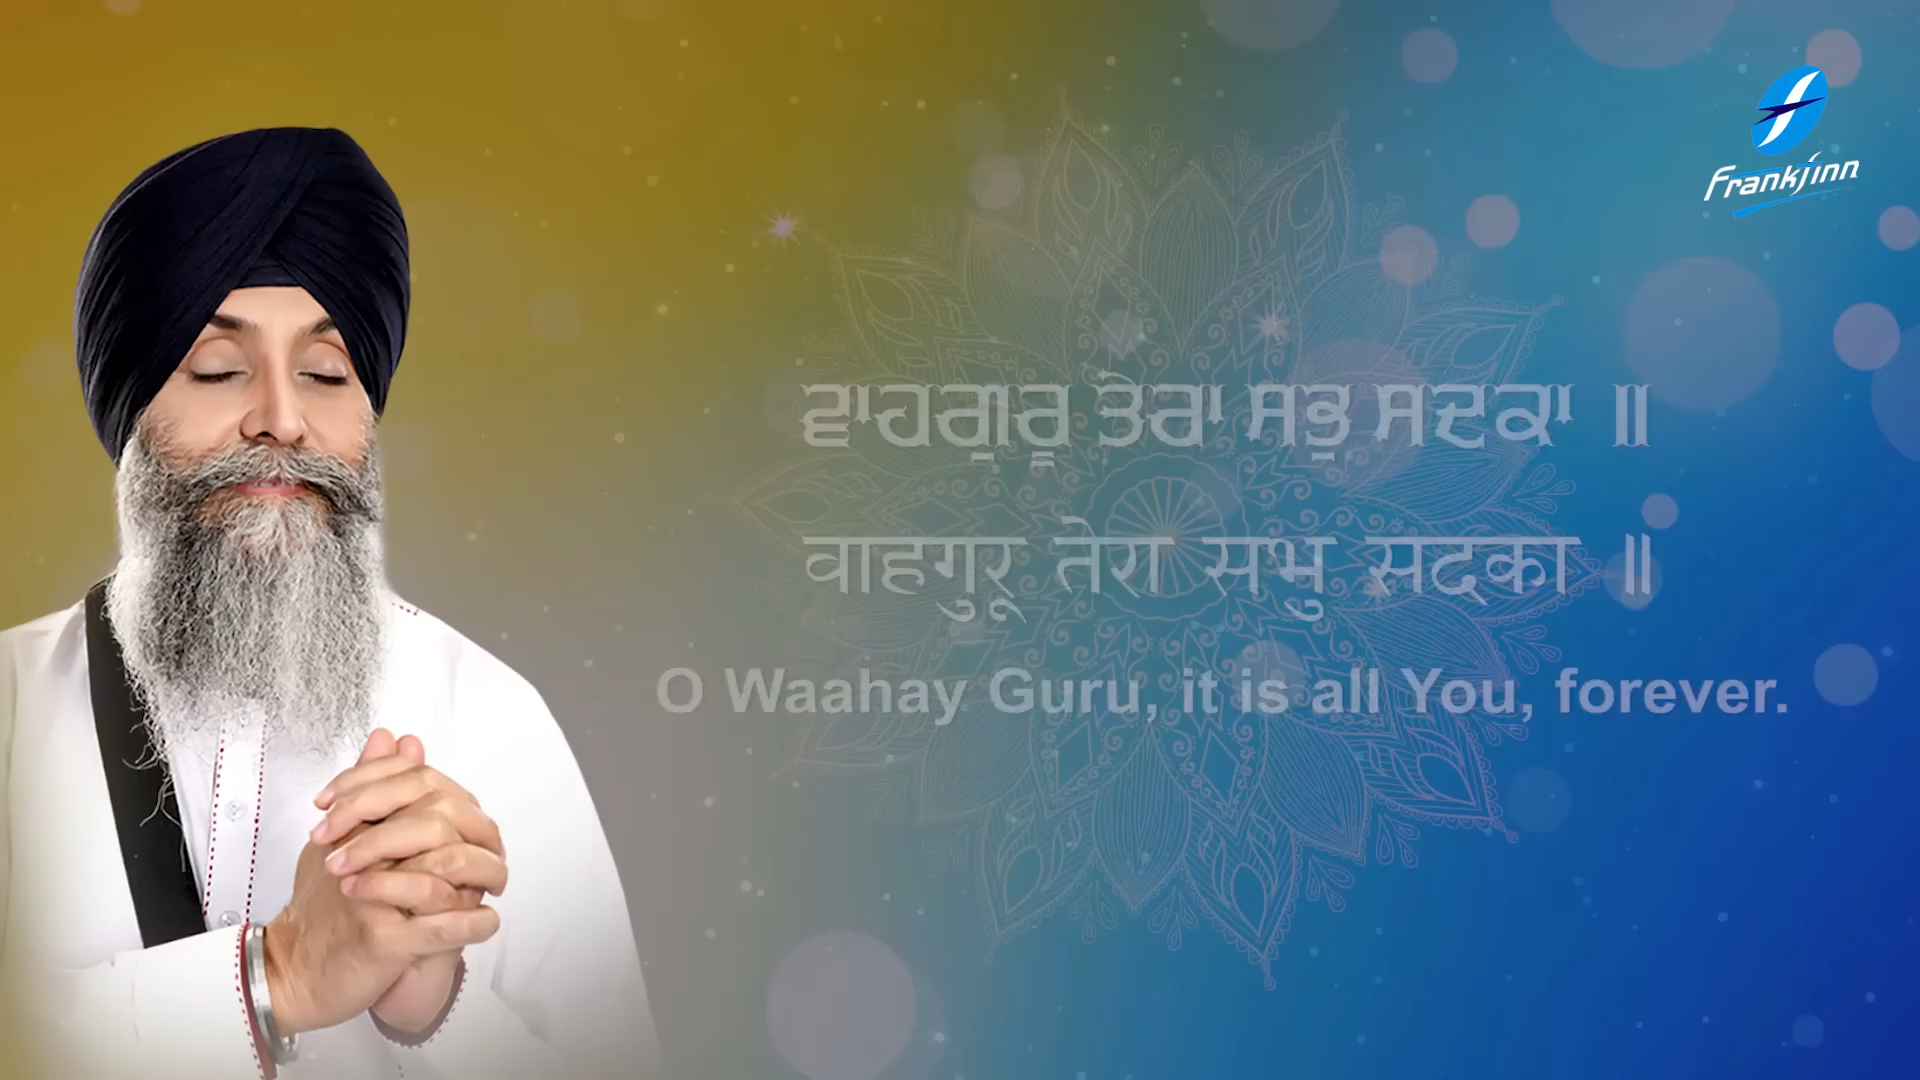 Frankfinn
ਵਾਹਗੁਰੂ ਤੇਰਾ ਸਭੁ ਸਦਕਾ ॥
वाहगुरू तेरा सभु सदका ॥
O Waahay Guru, it is all You, forever.